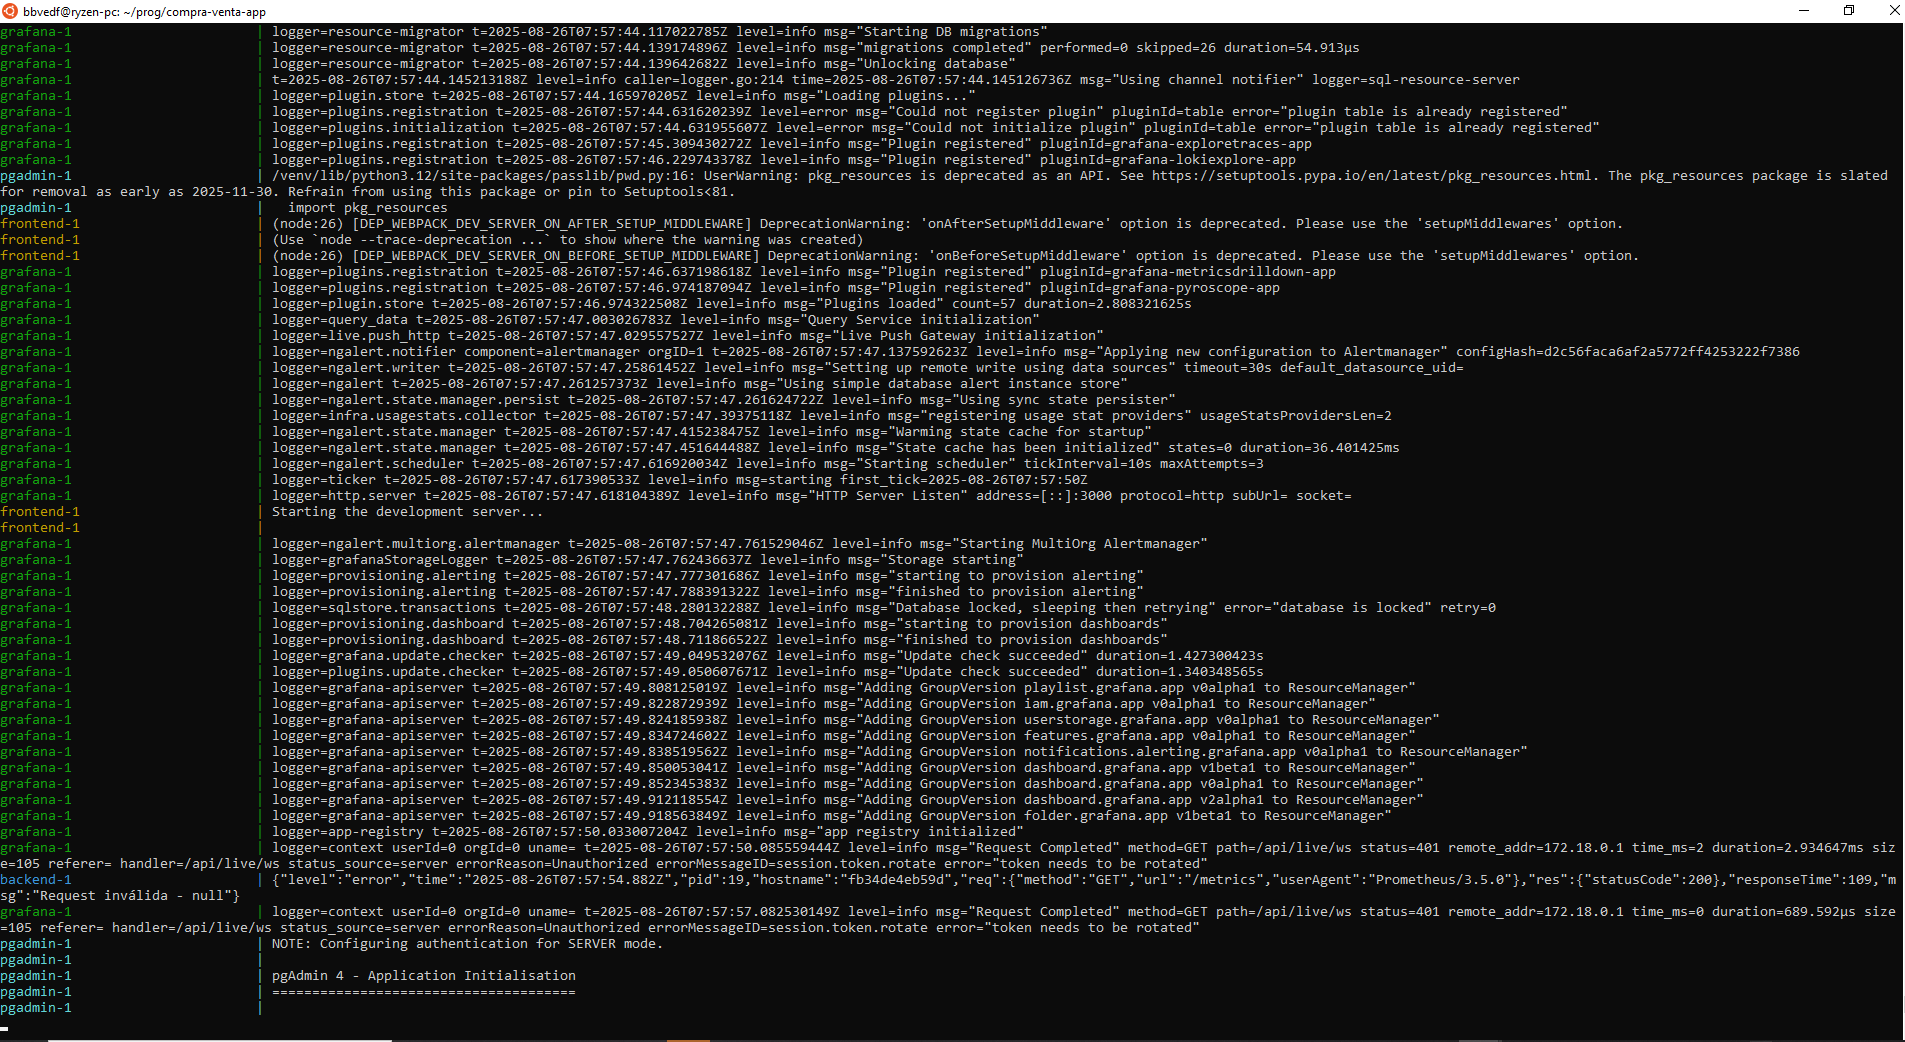 bbvedf@ryzen-pc: ~/prog/compra-venta-app
grafana-1 | logger=resource-migrator t=2025-08-26T07:57:44.117022785Z level=info msg="Starting DB migrations"
grafana-1 | logger=resource-migrator t=2025-08-26T07:57:44.139174896Z level=info msg="migrations completed" performed=0 skipped=26 duration=54.913µs
grafana-1 | logger=resource-migrator t=2025-08-26T07:57:44.139642682Z level=info msg="Unlocking database"
grafana-1 | t=2025-08-26T07:57:44.145213188Z level=info caller=logger.go:214 time=2025-08-26T07:57:44.145126736Z msg="Using channel notifier" logger=sql-resource-server
grafana-1 | logger=plugin.store t=2025-08-26T07:57:44.165970205Z level=info msg="Loading plugins..."
grafana-1 | logger=plugins.registration t=2025-08-26T07:57:44.631620239Z level=error msg="Could not register plugin" pluginId=table error="plugin table is already registered"
grafana-1 | logger=plugins.initialization t=2025-08-26T07:57:44.631955607Z level=error msg="Could not initialize plugin" pluginId=table error="plugin table is already registered"
grafana-1 | logger=plugins.registration t=2025-08-26T07:57:45.309430272Z level=info msg="Plugin registered" pluginId=grafana-exploretraces-app
grafana-1 | logger=plugins.registration t=2025-08-26T07:57:46.229743378Z level=info msg="Plugin registered" pluginId=grafana-lokiexplore-app
pgadmin-1 | /venv/lib/python3.12/site-packages/passlib/pwd.py:16: UserWarning: pkg_resources is deprecated as an API. See https://setuptools.pypa.io/en/latest/pkg_resources.html. The pkg_resources package is slated
for removal as early as 2025-11-30. Refrain from using this package or pin to Setuptools<81.
pgadmin-1 | import pkg_resources
frontend-1 | (node:26) [DEP_WEBPACK_DEV_SERVER_ON_AFTER_SETUP_MIDDLEWARE] DeprecationWarning: 'onAfterSetupMiddleware' option is deprecated. Please use the 'setupMiddlewares' option.
frontend-1 | (Use `node --trace-deprecation ...` to show where the warning was created)
frontend-1 | (node:26) [DEP_WEBPACK_DEV_SERVER_ON_BEFORE_SETUP_MIDDLEWARE] DeprecationWarning: 'onBeforeSetupMiddleware' option is deprecated. Please use the 'setupMiddlewares' option.
grafana-1 | logger=plugins.registration t=2025-08-26T07:57:46.637198618Z level=info msg="Plugin registered" pluginId=grafana-metricsdrilldown-app
grafana-1 | logger=plugins.registration t=2025-08-26T07:57:46.974187094Z level=info msg="Plugin registered" pluginId=grafana-pyroscope-app
grafana-1 | logger=plugin.store t=2025-08-26T07:57:46.974322508Z level=info msg="Plugins loaded" count=57 duration=2.808321625s
grafana-1 | logger=query_data t=2025-08-26T07:57:47.003026783Z level=info msg="Query Service initialization"
grafana-1 | logger=live.push_http t=2025-08-26T07:57:47.029557527Z level=info msg="Live Push Gateway initialization"
grafana-1 | logger=ngalert.notifier component=alertmanager orgID=1 t=2025-08-26T07:57:47.137592623Z level=info msg="Applying new configuration to Alertmanager" configHash=d2c56faca6af2a5772ff4253222f7386
grafana-1 | logger=ngalert.writer t=2025-08-26T07:57:47.25861452Z level=info msg="Setting up remote write using data sources" timeout=30s default_datasource_uid=
grafana-1 | logger=ngalert t=2025-08-26T07:57:47.261257373Z level=info msg="Using simple database alert instance store"
grafana-1 | logger=ngalert.state.manager.persist t=2025-08-26T07:57:47.261624722Z level=info msg="Using sync state persister"
grafana-1 | logger=infra.usagestats.collector t=2025-08-26T07:57:47.39375118Z level=info msg="registering usage stat providers" usageStatsProvidersLen=2
grafana-1 | logger=ngalert.state.manager t=2025-08-26T07:57:47.415238475Z level=info msg="Warming state cache for startup"
grafana-1 | logger=ngalert.state.manager t=2025-08-26T07:57:47.451644488Z level=info msg="State cache has been initialized" states=0 duration=36.401425ms
grafana-1 | logger=ngalert.scheduler t=2025-08-26T07:57:47.616920034Z level=info msg="Starting scheduler" tickInterval=10s maxAttempts=3
grafana-1 | logger=ticker t=2025-08-26T07:57:47.617390533Z level=info msg=starting first_tick=2025-08-26T07:57:50Z
grafana-1 | logger=http.server t=2025-08-26T07:57:47.618104389Z level=info msg="HTTP Server Listen" address=[::]:3000 protocol=http subUrl= socket=
frontend-1 | Starting the development server...
frontend-1 |
grafana-1 | logger=ngalert.multiorg.alertmanager t=2025-08-26T07:57:47.761529046Z level=info msg="Starting MultiOrg Alertmanager"
grafana-1 | logger=grafanaStorageLogger t=2025-08-26T07:57:47.76243637Z level=info msg="Storage starting"
grafana-1 | logger=provisioning.alerting t=2025-08-26T07:57:47.777301686Z level=info msg="starting to provision alerting"
grafana-1 | logger=provisioning.alerting t=2025-08-26T07:57:47.788391322Z level=info msg="finished to provision alerting"
grafana-1 | logger=sqlstore.transactions t=2025-08-26T07:57:48.280132288Z level=info msg="Database locked, sleeping then retrying" error="database is locked" retry=0
grafana-1 | logger=provisioning.dashboard t=2025-08-26T07:57:48.704265081Z level=info msg="starting to provision dashboards"
grafana-1 | logger=provisioning.dashboard t=2025-08-26T07:57:48.711866522Z level=info msg="finished to provision dashboards"
grafana-1 | logger=grafana.update.checker t=2025-08-26T07:57:49.049532076Z level=info msg="Update check succeeded" duration=1.427300423s
grafana-1 | logger=plugins.update.checker t=2025-08-26T07:57:49.050607671Z level=info msg="Update check succeeded" duration=1.340348565s
grafana-1 | logger=grafana-apiserver t=2025-08-26T07:57:49.808125019Z level=info msg="Adding GroupVersion playlist.grafana.app v0alpha1 to ResourceManager"
grafana-1 | logger=grafana-apiserver t=2025-08-26T07:57:49.822872939Z level=info msg="Adding GroupVersion iam.grafana.app v0alpha1 to ResourceManager"
grafana-1 | logger=grafana-apiserver t=2025-08-26T07:57:49.824185938Z level=info msg="Adding GroupVersion userstorage.grafana.app v0alpha1 to ResourceManager"
grafana-1 | logger=grafana-apiserver t=2025-08-26T07:57:49.834724602Z level=info msg="Adding GroupVersion features.grafana.app v0alpha1 to ResourceManager"
grafana-1 | logger=grafana-apiserver t=2025-08-26T07:57:49.838519562Z level=info msg="Adding GroupVersion notifications.alerting.grafana.app v0alpha1 to ResourceManager"
grafana-1 | logger=grafana-apiserver t=2025-08-26T07:57:49.850053041Z level=info msg="Adding GroupVersion dashboard.grafana.app v1beta1 to ResourceManager"
grafana-1 | logger=grafana-apiserver t=2025-08-26T07:57:49.852345383Z level=info msg="Adding GroupVersion dashboard.grafana.app v0alpha1 to ResourceManager"
grafana-1 | logger=grafana-apiserver t=2025-08-26T07:57:49.912118554Z level=info msg="Adding GroupVersion dashboard.grafana.app v2alpha1 to ResourceManager"
grafana-1 | logger=grafana-apiserver t=2025-08-26T07:57:49.918563849Z level=info msg="Adding GroupVersion folder.grafana.app v1beta1 to ResourceManager"
grafana-1 | logger=app-registry t=2025-08-26T07:57:50.033007204Z level=info msg="app registry initialized"
grafana-1 | logger=context userId=0 orgId=0 uname= t=2025-08-26T07:57:50.085559444Z level=info msg="Request Completed" method=GET path=/api/live/ws status=401 remote_addr=172.18.0.1 time_ms=2 duration=2.934647ms siz
e=105 referer= handler=/api/live/ws status_source=server errorReason=Unauthorized errorMessageID=session.token.rotate error="token needs to be rotated"
backend-1 | {"level":"error","time":"2025-08-26T07:57:54.882Z","pid":19,"hostname":"fb34de4eb59d","req":{"method":"GET","url":"/metrics","userAgent":"Prometheus/3.5.0"},"res":{"statusCode":200},"responseTime":109,"m
sg":"Request inválida - null"}
grafana-1 | logger=context userId=0 orgId=0 uname= t=2025-08-26T07:57:57.082530149Z level=info msg="Request Completed" method=GET path=/api/live/ws status=401 remote_addr=172.18.0.1 time_ms=0 duration=689.592µs size
=105 referer= handler=/api/live/ws status_source=server errorReason=Unauthorized errorMessageID=session.token.rotate error="token needs to be rotated"
pgadmin-1 | NOTE: Configuring authentication for SERVER mode.
pgadmin-1 |
pgadmin-1 | pgAdmin 4 - Application Initialisation
pgadmin-1 | ======================================
pgadmin-1 |